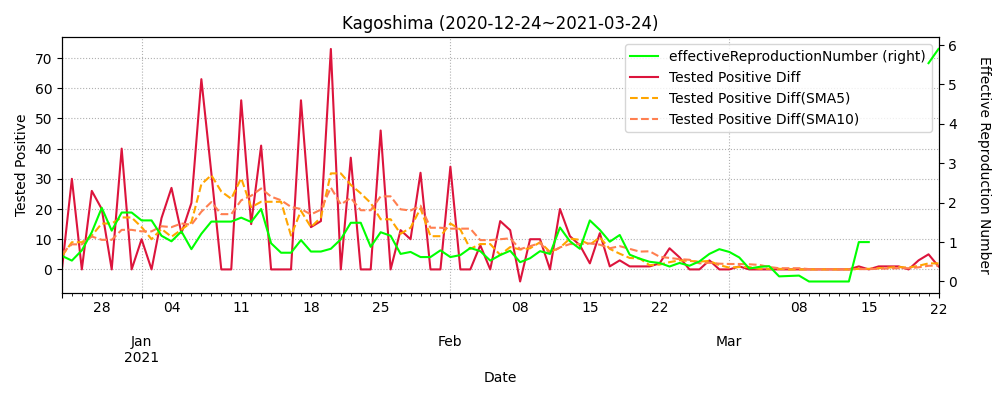 Kagoshima (2020-12-24~2021-03-24)
effectiveReproductionNumber (right)
Tested Positive Diff
Tested Positive Diff(SMA5)
Tested Positive Diff(SMA10)
Tested Positive
70
60
50
40
30
20
10
0
Effective Reproduction Number
6
5
4
3
2
1
0
28 04 11 18 25 08 15 22 08 15 22
Jan Feb Mar
2021
Date